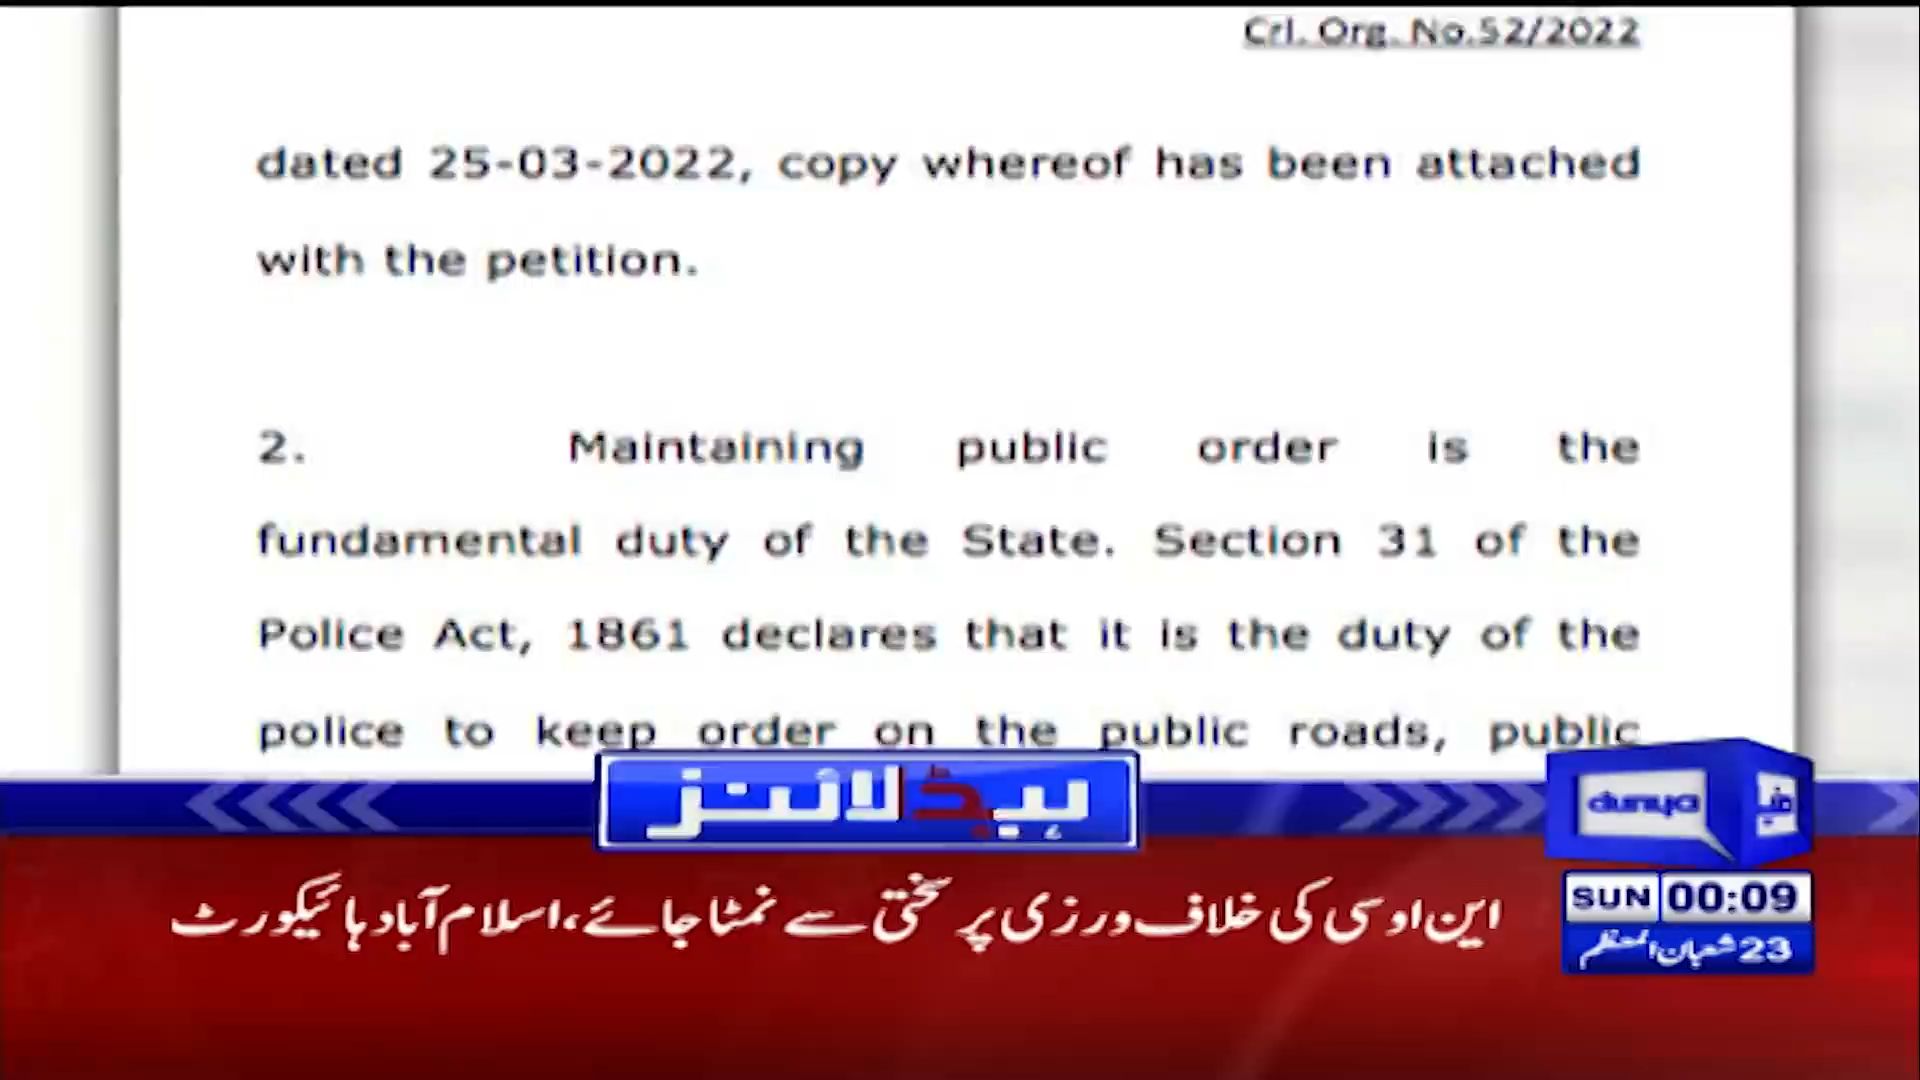 Crl. Org. No.52/2022
dated 25-03-2022, copy whereof has been attached
with the petition.
2. Maintaining public order is the
fundamental duty of the State. Section 31 of the
Police Act, 1861 declares that it is the duty of the
police to keep order on the public roads, public
ہیڈلائنز
dunya
این او سی کی خلاف ورزی پر سختی سے نمٹا جائے، اسلام آباد ہائیکورٹ
SUN 00:09
23 شعبان المعظم